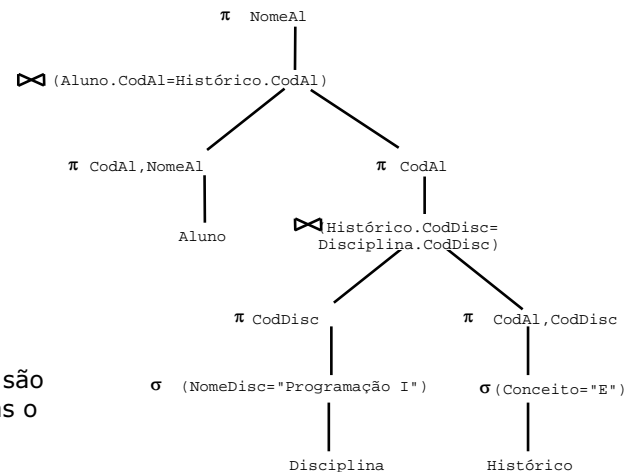 π NomeAl
⋈ (Aluno.CodAl=Histórico.CodAl)
π CodAl,NomeAl
π CodAl
Aluno
⋈ (Histórico.CodDisc=
Disciplina.CodDisc)
π CodDisc
π CodAl,CodDisc
são
s o
σ (NomeDisc="Programação I")
σ (Conceito="E")
Disciplina
Histórico